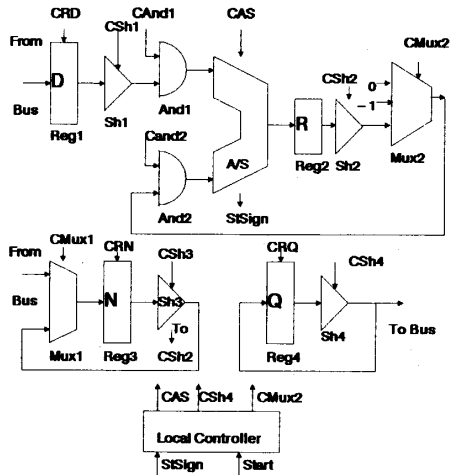 CRD
CAnd1
CAS
CSh1
From
CMux2
CSh2
0
D
-1
R
Bus
And1
Sh1
Reg1
Cand2
Reg2
Sh2
Mux2
A/S
And2
StSign
From
CMux1
CRN
CSh3
CRQ
CSh4
Bus
N
Sh3
Q
To
Sh4
To Bus
Mux1
Reg3
CSh2
Reg4
CAS
CSh4
CMux2
Local Controller
StSign
Start